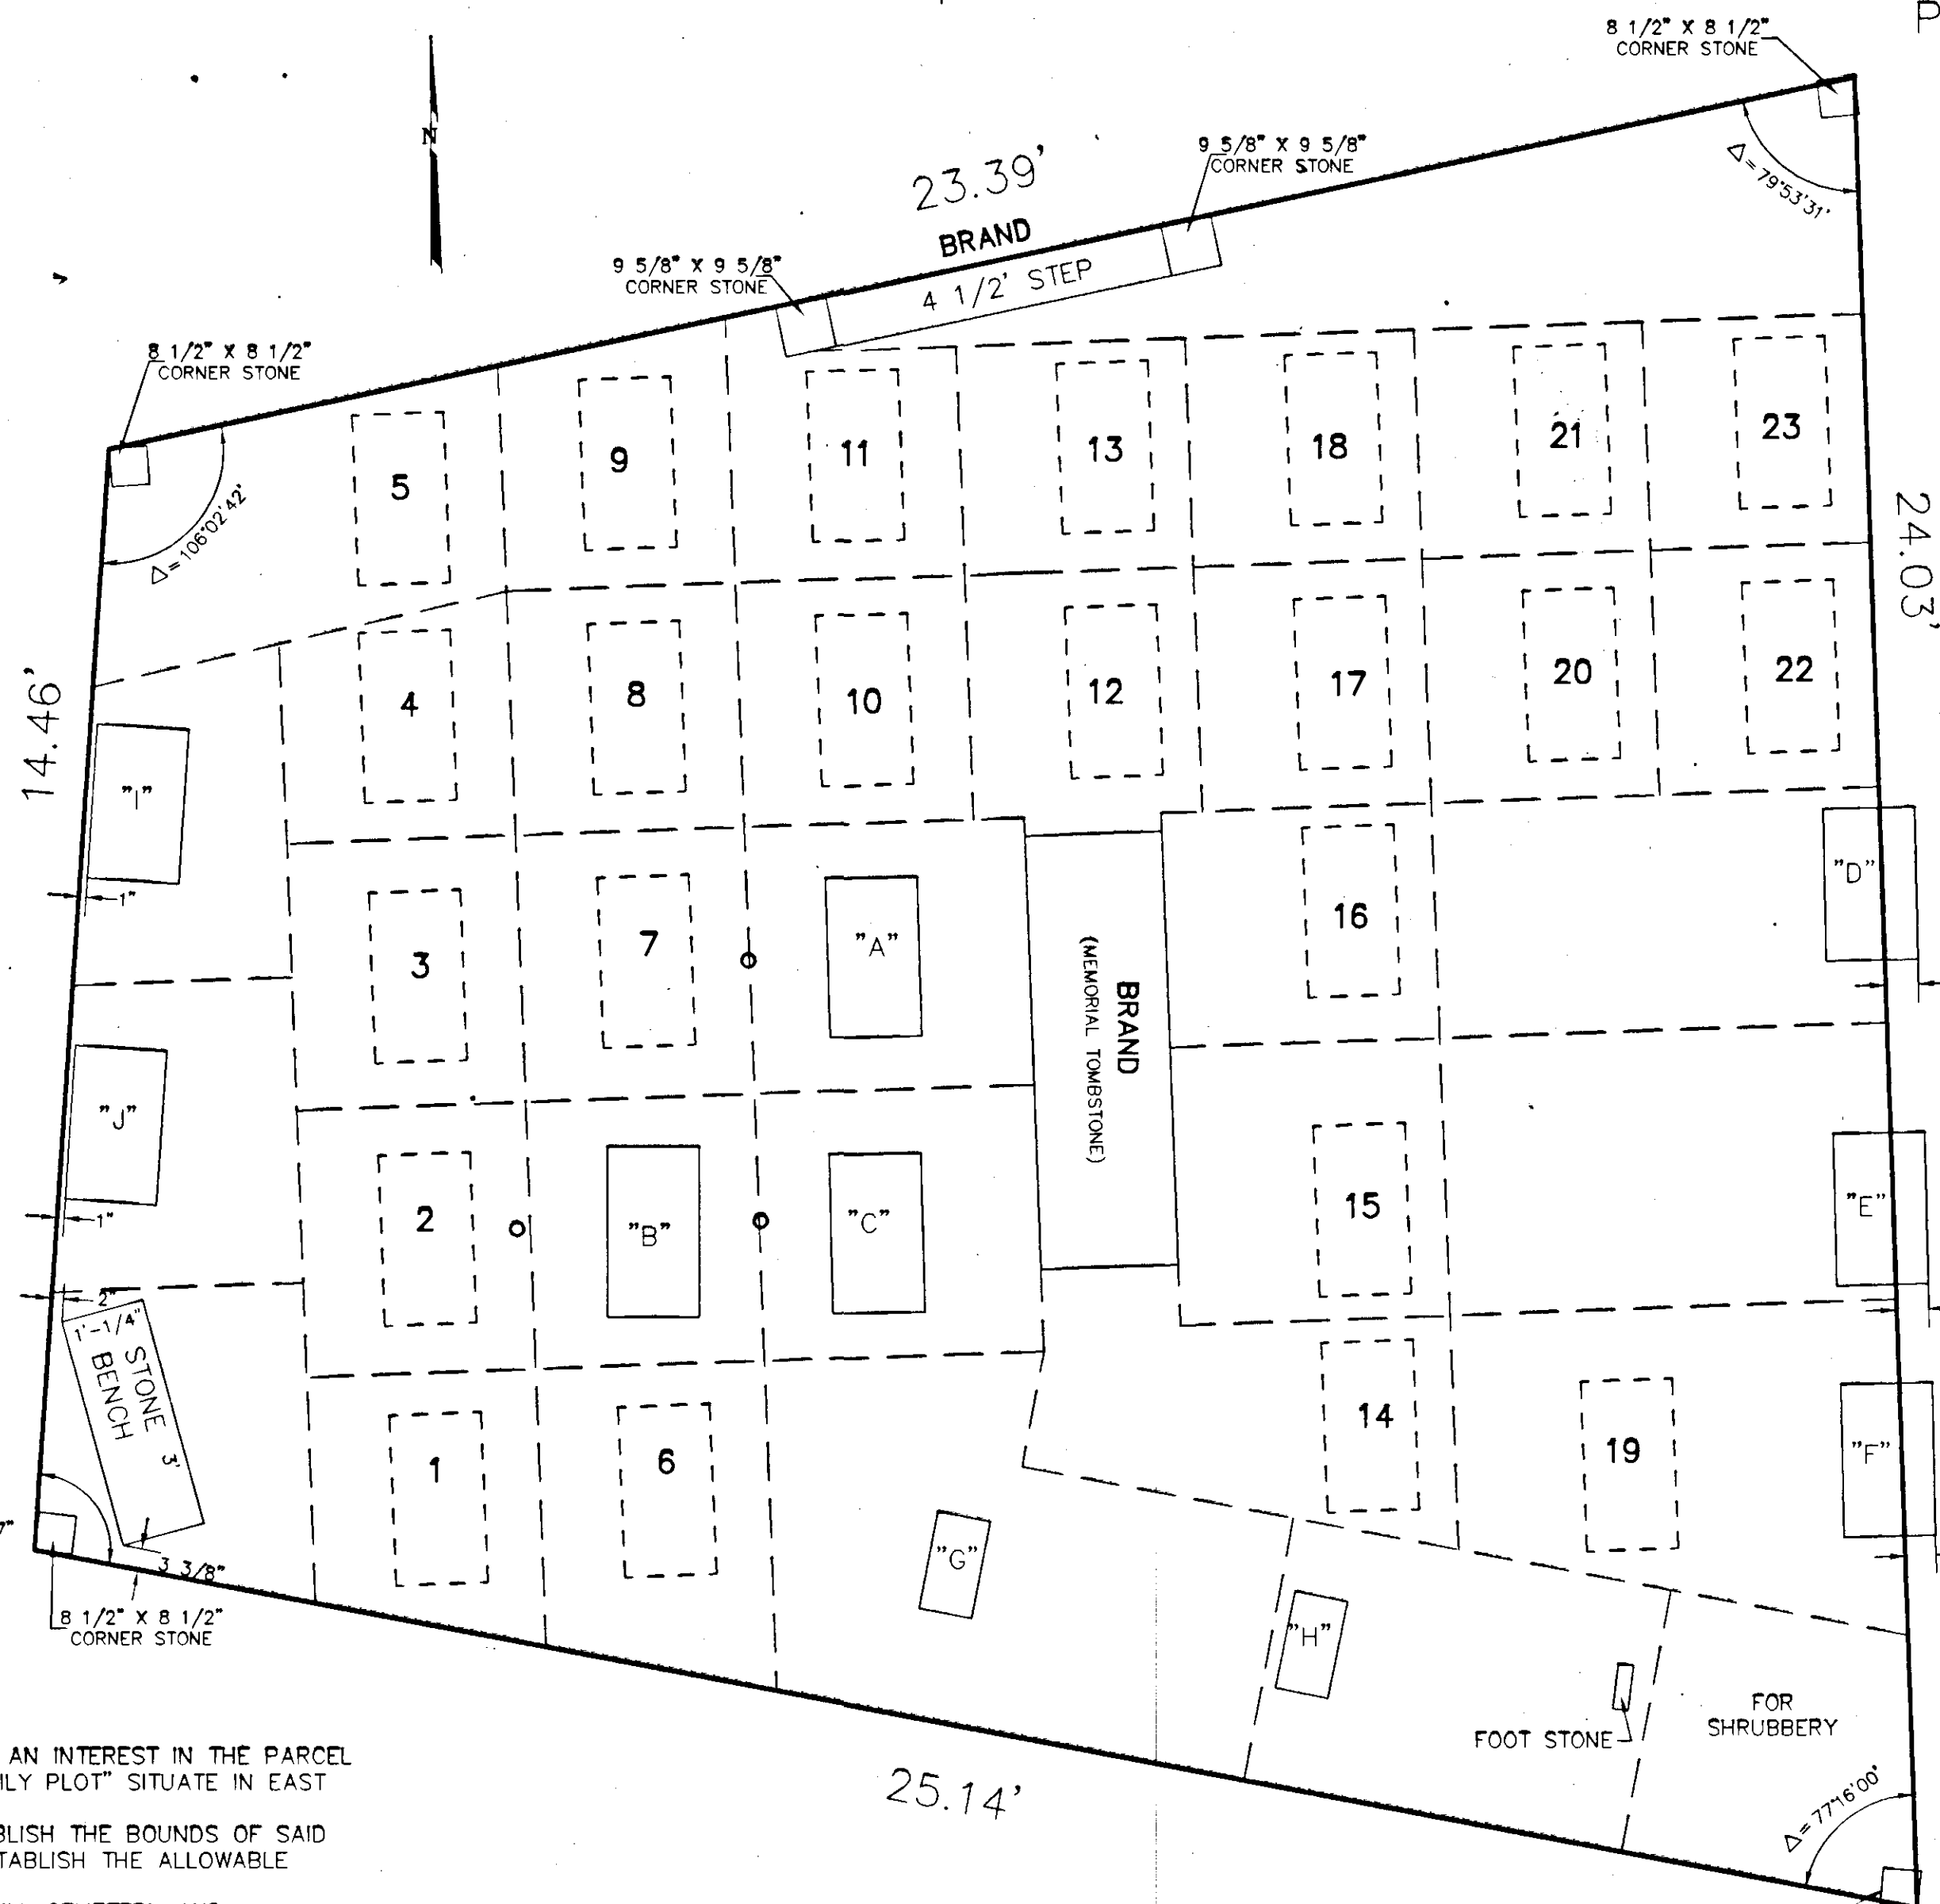 P
8 1/2" X 8 1/2"
CORNER STONE
N
9 5/8" X 9 5/8"
CORNER STONE
23.39'
BRAND
Δ=79°53'31"
9 5/8" X 9 5/8"
CORNER STONE
4 1/2' STEP
8 1/2" X 8 1/2"
CORNER STONE
5
9
11
13
18
21
23
Δ=106°02'42"
24.03'
14.46'
4
8
10
12
17
20
22
"I"
"D"
1"
3
7
"A"
16
BRAND
(MEMORIAL TOMBSTONE)
"J"
1"
2
"B"
"C"
15
"E"
2"
1'-1/4"
STONE
BENCH
3'
1
6
14
19
"F"
7"
3 3/8"
"G"
8 1/2" X 8 1/2"
CORNER STONE
"H"
FOOT STONE
FOR
SHRUBBERY
25.14'
Δ=77°16'00"
AN INTEREST IN THE PARCEL
ILY PLOT" SITUATE IN EAST
BLISH THE BOUNDS OF SAID
TABLISH THE ALLOWABLE